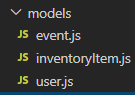 models
JS event.js
JS inventoryItem.js
JS user.js